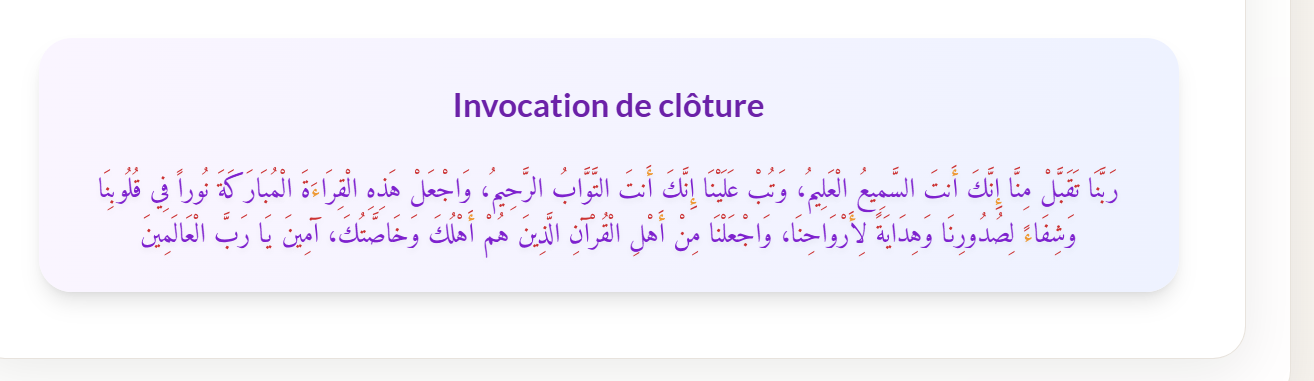 Invocation de clôture
رَبَّنَا تَقَبَّلْ مِنَّا إِنَّكَ أَنتَ السَّمِيعُ الْعَلِيمُ، وَتُبْ عَلَيْنَا إِنَّكَ أَنتَ التَّوَّابُ الرَّحِيمُ، وَاجْعَلْ هَذِهِ الْقِرَاءَةَ الْمُبَارَكَةَ نُوراً فِي قُلُوبِنَا
وَشِفَاءً لِصُدُورِنَا وَهِدَايَةً لِأَرْوَاحِنَا، وَاجْعَلْنَا مِنْ أَهْلِ الْقُرْآنِ الَّذِينَ هُمْ أَهْلُكَ وَخَاصَّتُكَ، آمِينَ يَا رَبَّ الْعَالَمِينَ